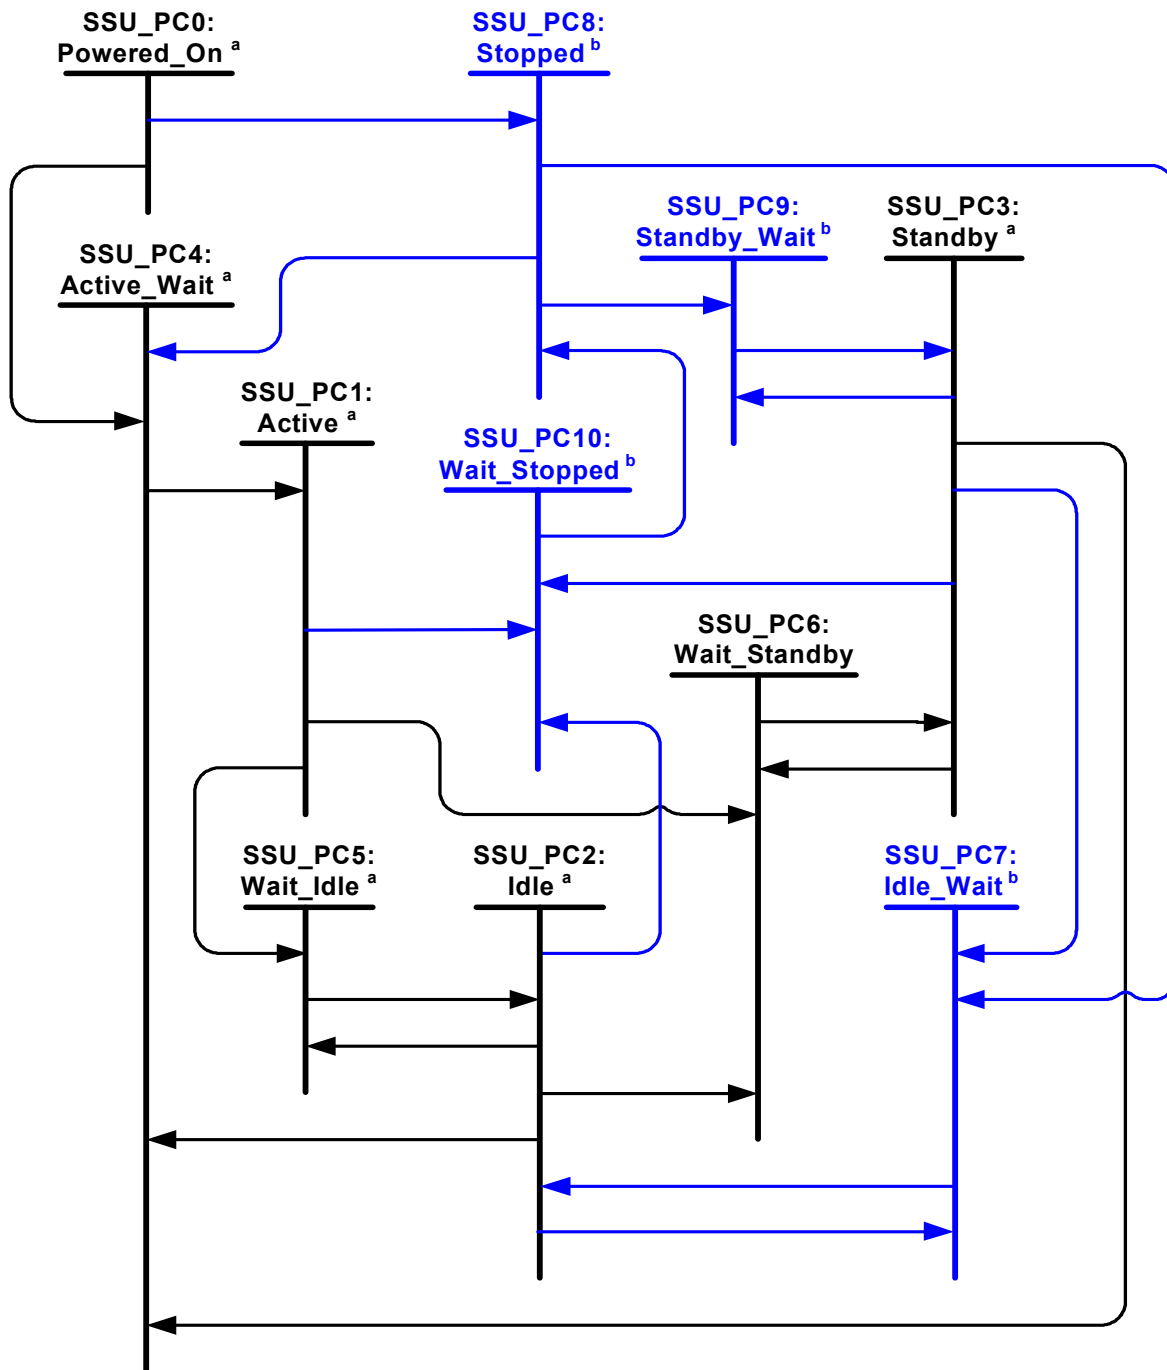 SSU_PC0:
Powered_On a
SSU_PC8:
Stopped b
SSU_PC9:
Standby_Wait b
SSU_PC3:
Standby a
SSU_PC4:
Active_Wait a
SSU_PC1:
Active a
SSU_PC10:
Wait_Stopped b
SSU_PC6:
Wait_Standby
SSU_PC5:
Wait_Idle a
SSU_PC2:
Idle a
SSU_PC7:
Idle_Wait b